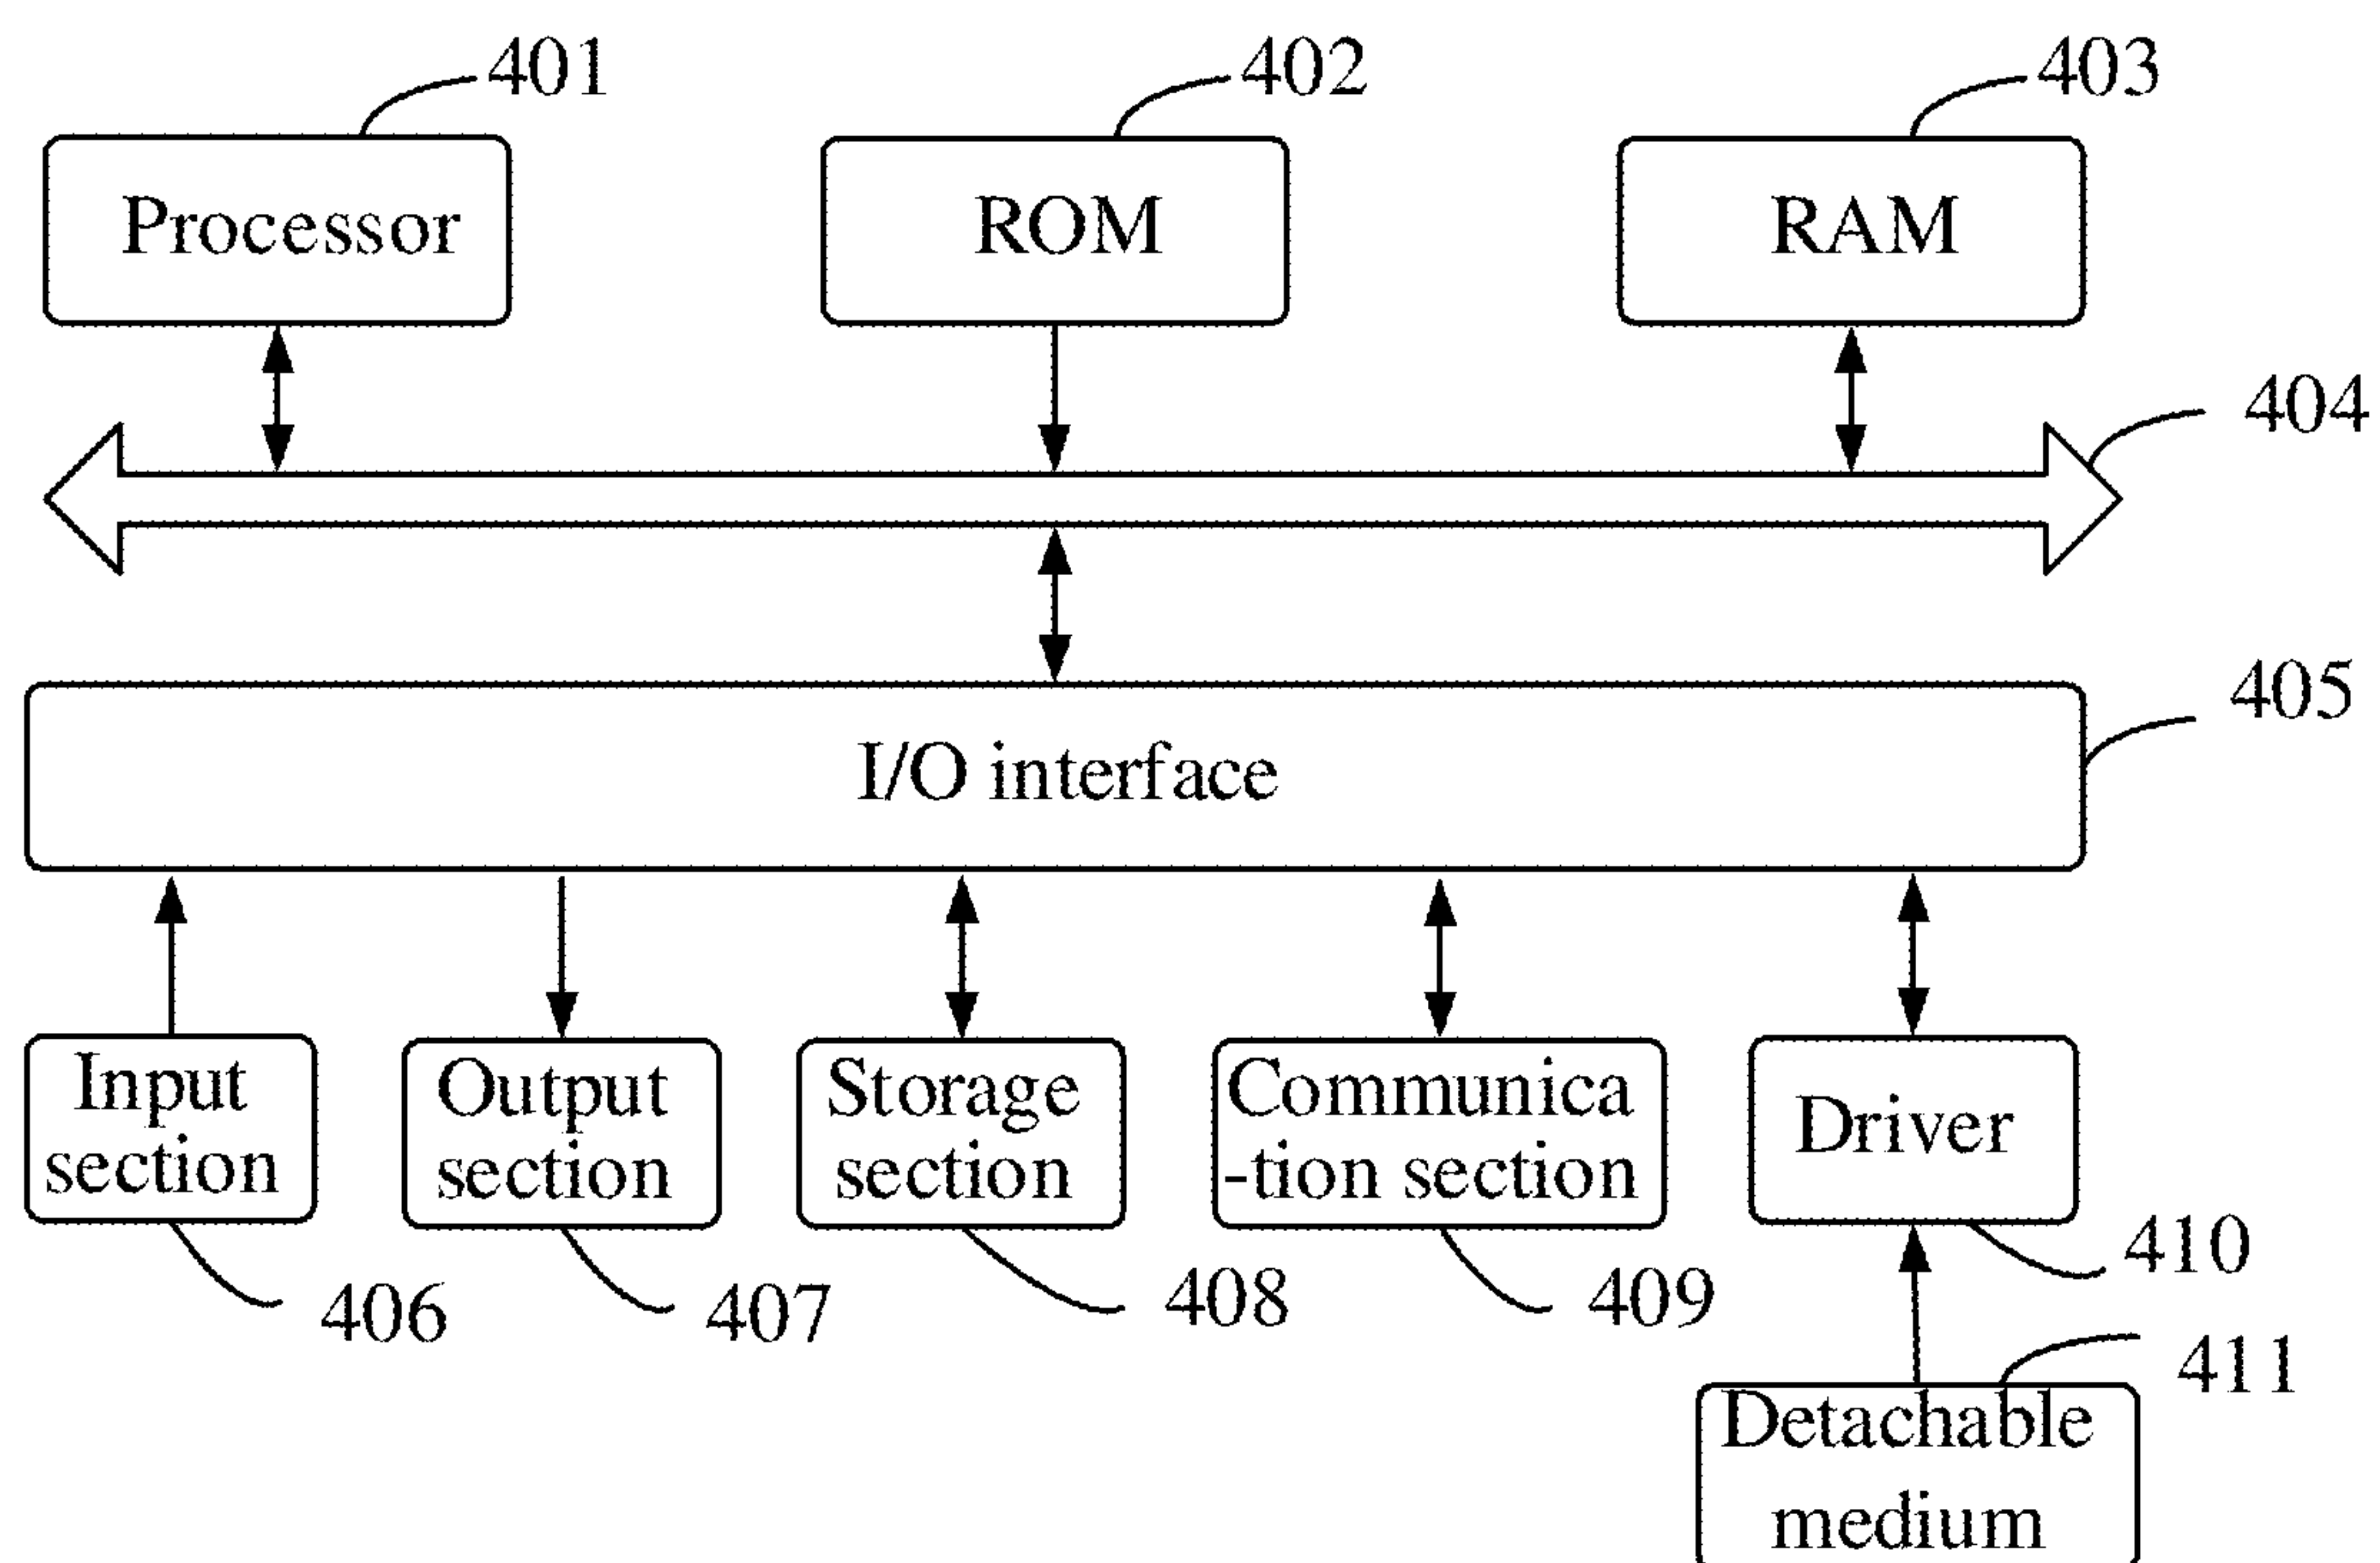 401
402
403
Processor
ROM
RAM
404
405
I/O interface
Input
section
Output
section
Storage
section
Communica
-tion section
Driver
406
407
408
409
410
411
Detachable
medium